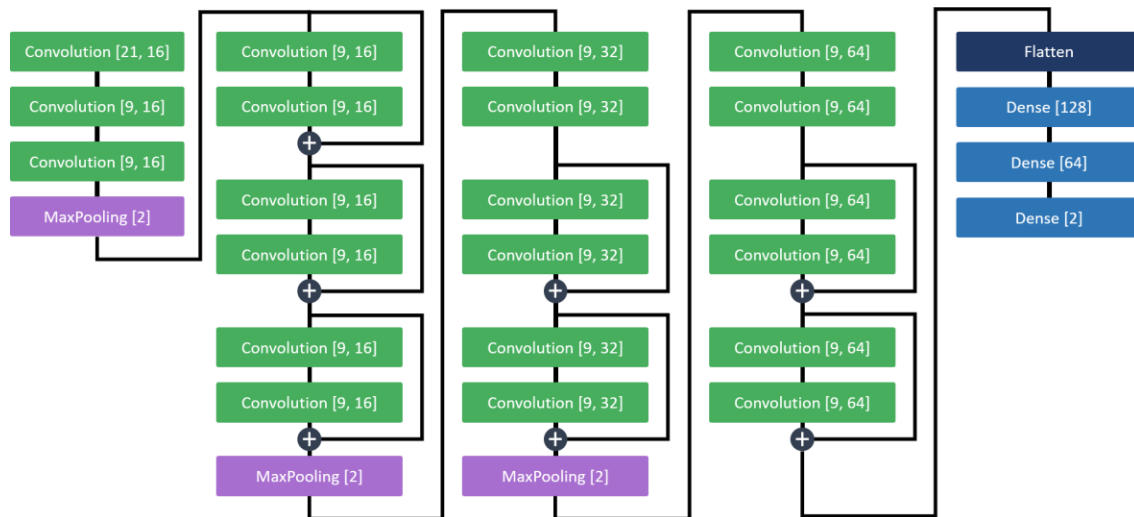 Convolution [21, 16]
Convolution [9, 16]
Convolution [9, 16]
MaxPooling [2]
Convolution [9, 16]
Convolution [9, 16]
Convolution [9, 16]
Convolution [9, 16]
Convolution [9, 16]
Convolution [9, 16]
MaxPooling [2]
Convolution [9, 32]
Convolution [9, 32]
Convolution [9, 32]
Convolution [9, 32]
Convolution [9, 32]
Convolution [9, 32]
MaxPooling [2]
Convolution [9, 64]
Convolution [9, 64]
Convolution [9, 64]
Convolution [9, 64]
Convolution [9, 64]
Convolution [9, 64]
Flatten
Dense [128]
Dense [64]
Dense [2]